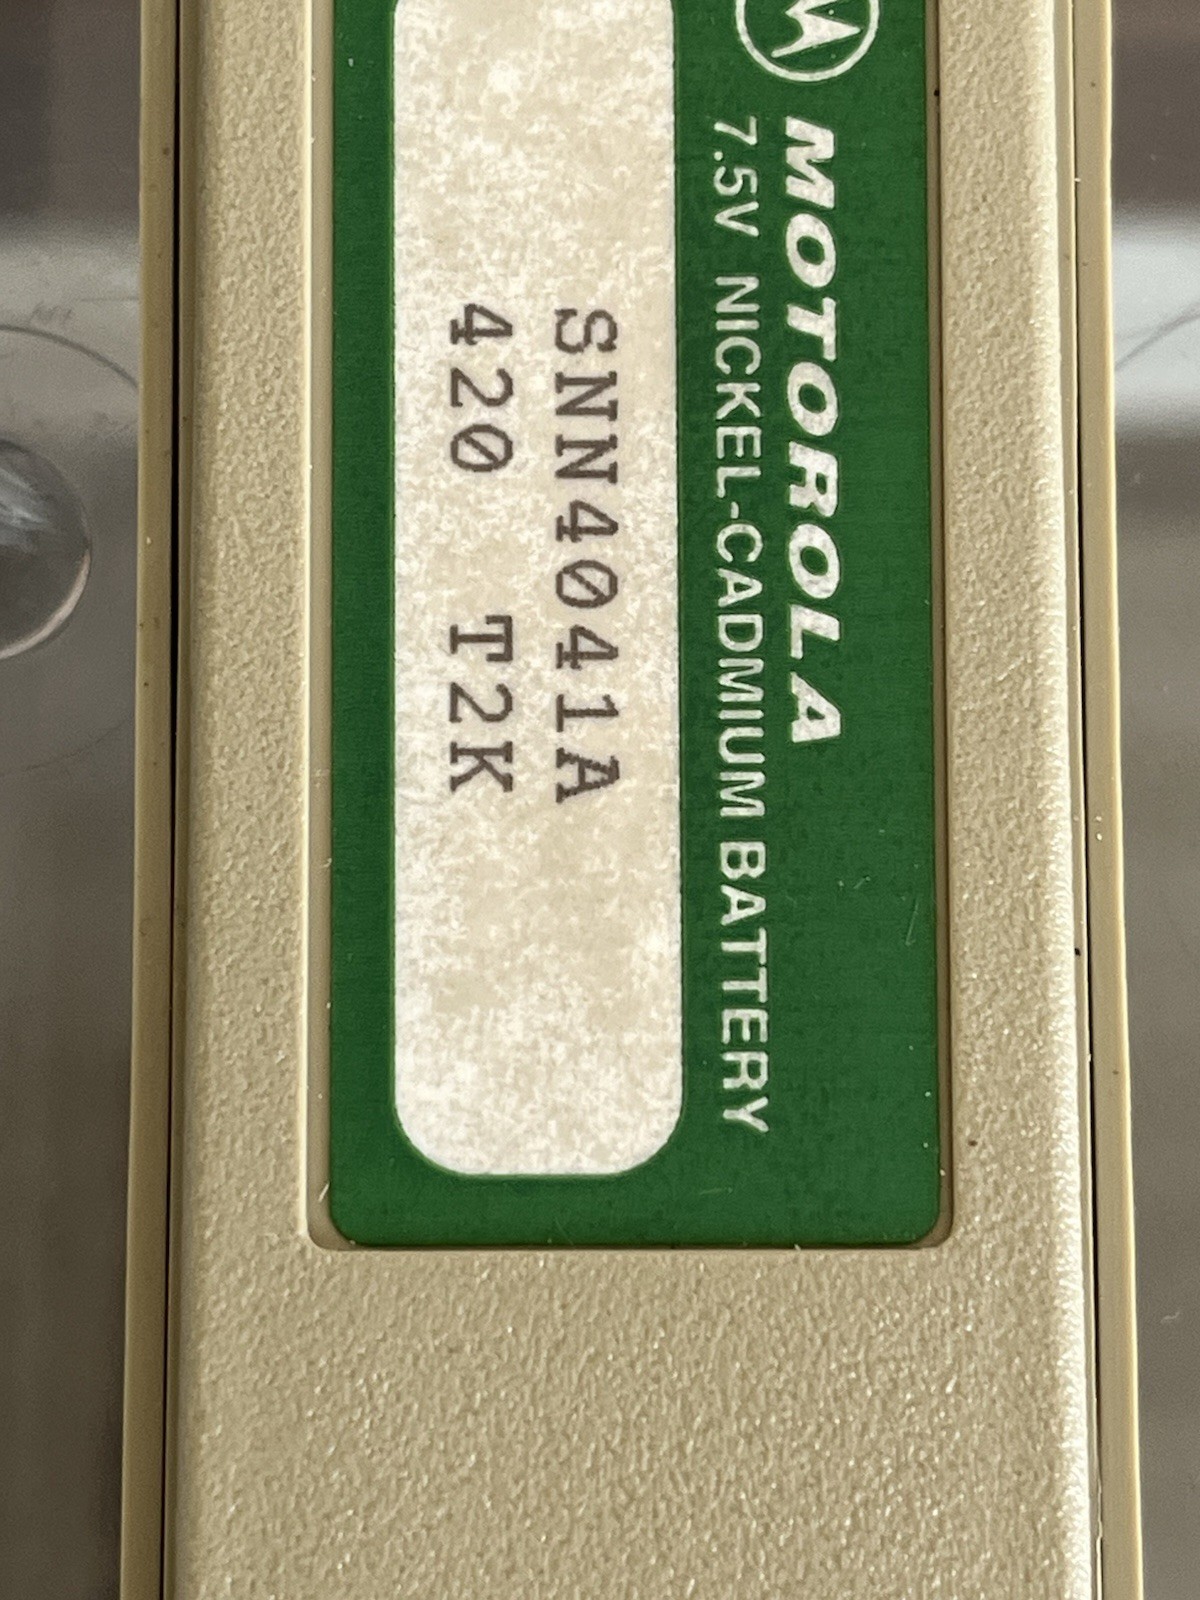 MOTOROLA
7.5V NICKEL-CADMIUM BATTERY
SNN4041A
420 T2K